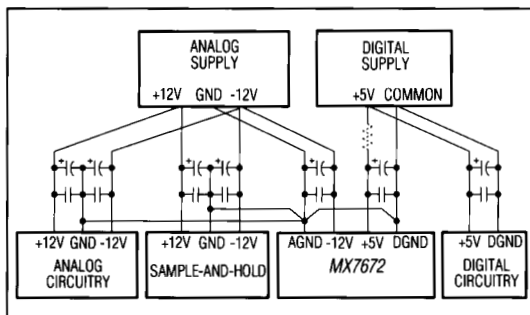 ANALOG
SUPPLY
+12V GND -12V
DIGITAL
SUPPLY
+5V COMMON
+12V GND -12V
ANALOG
CIRCUITRY
+12V GND -12V
SAMPLE-AND-HOLD
AGND -12V +5V DGND
MX7672
+5V DGND
DIGITAL
CIRCUITRY